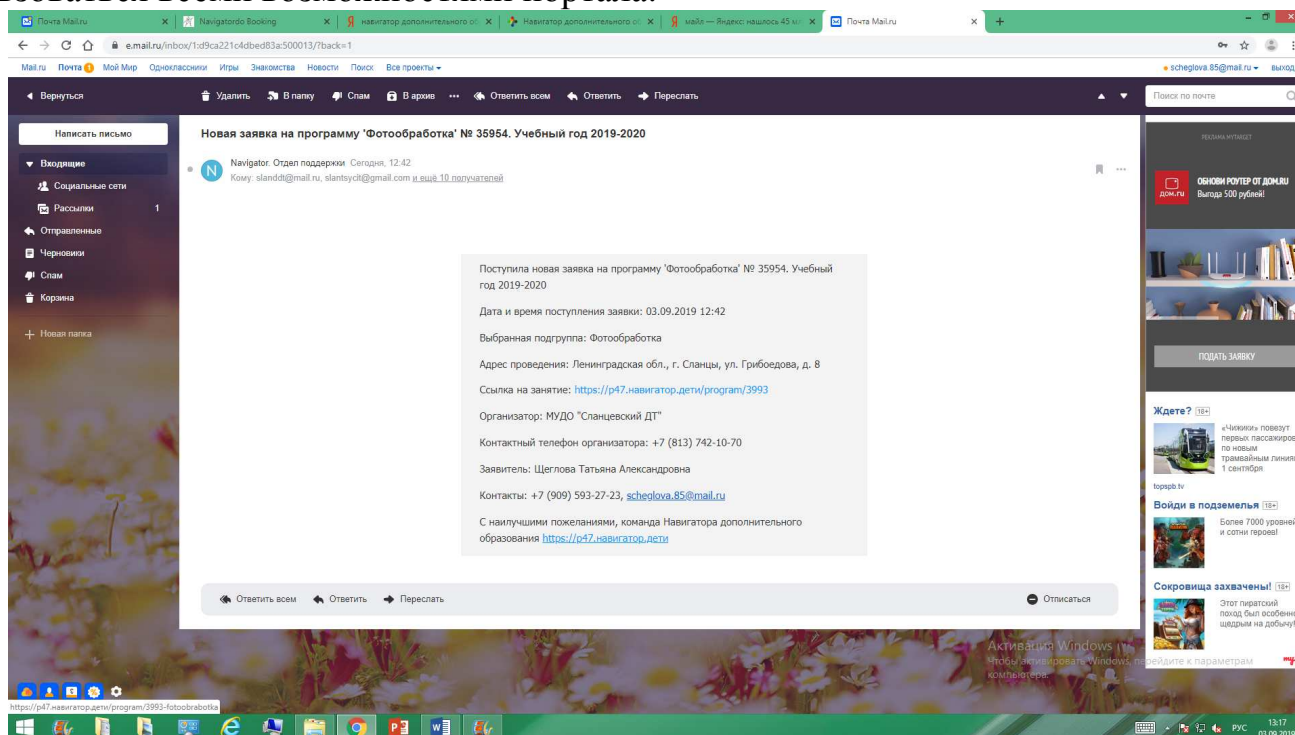 всеми возможностями портала.
Почта Mail.ru
Navigatordo Booking
навигатор дополнительного об
Навигатор дополнительного об
майл — Яндекс: нашлось 45 мл
Почта Mail.ru
e.mail.ru/inbox/1:d9ca221c4dbed83a:500013/?back=1
Mail.ru Почта 1 Мой Мир Одноклассники Игры Знакомства Новости Поиск Все проекты
scheglova.85@mail.ru выход
Вернуться
Удалить В папку Спам В архив ••• Ответить всем Ответить Переслать
Поиск по почте
Написать письмо
Входящие
Социальные сети
Рассылки 1
Отправленные
Черновики
Спам
Корзина
Новая папка
Новая заявка на программу 'Фотообработка' № 35954. Учебный год 2019-2020
N
Navigator. Отдел поддержки Сегодня, 12:42
Кому: slanddt@mail.ru, slantsycit@gmail.com и ещё 10 получателей
Поступила новая заявка на программу 'Фотообработка' № 35954. Учебный
год 2019-2020
Дата и время поступления заявки: 03.09.2019 12:42
Выбранная подгруппа: Фотообработка
Адрес проведения: Ленинградская обл., г. Сланцы, ул. Грибоедова, д. 8
Ссылка на занятие: https://р47.навигатор.дети/program/3993
Организатор: МУДО "Сланцевский ДТ"
Контактный телефон организатора: +7 (813) 742-10-70
Заявитель: Щеглова Татьяна Александровна
Контакты: +7 (909) 593-27-23, scheglova.85@mail.ru
С наилучшими пожеланиями, команда Навигатора дополнительного
образования https://р47.навигатор.дети
Ответить всем Ответить Переслать
Отписаться
РЕКЛАМА MYTARGET
ДОМ.RU
ОБНОВИ РОУТЕР ОТ ДОМ.RU
Выгода 500 рублей!
ПОДАТЬ ЗАЯВКУ
Ждете? 18+
«Чижики» повезут
первых пассажиров
по новым
трамвайным линиям
1 сентября
topspb.tv
Войди в подземелья 18+
Более 7000 уровней
и сотни героев!
Сокровища захвачены! 18+
Этот пиратский
поход был особенно
щедрым на добычу!
Активация Windows
Чтобы активировать Windows, перейдите к параметрам
компьютера.
https://р47.навигатор.дети/program/3993-fotoobrabotka
РУС
13:17
03.09.2019